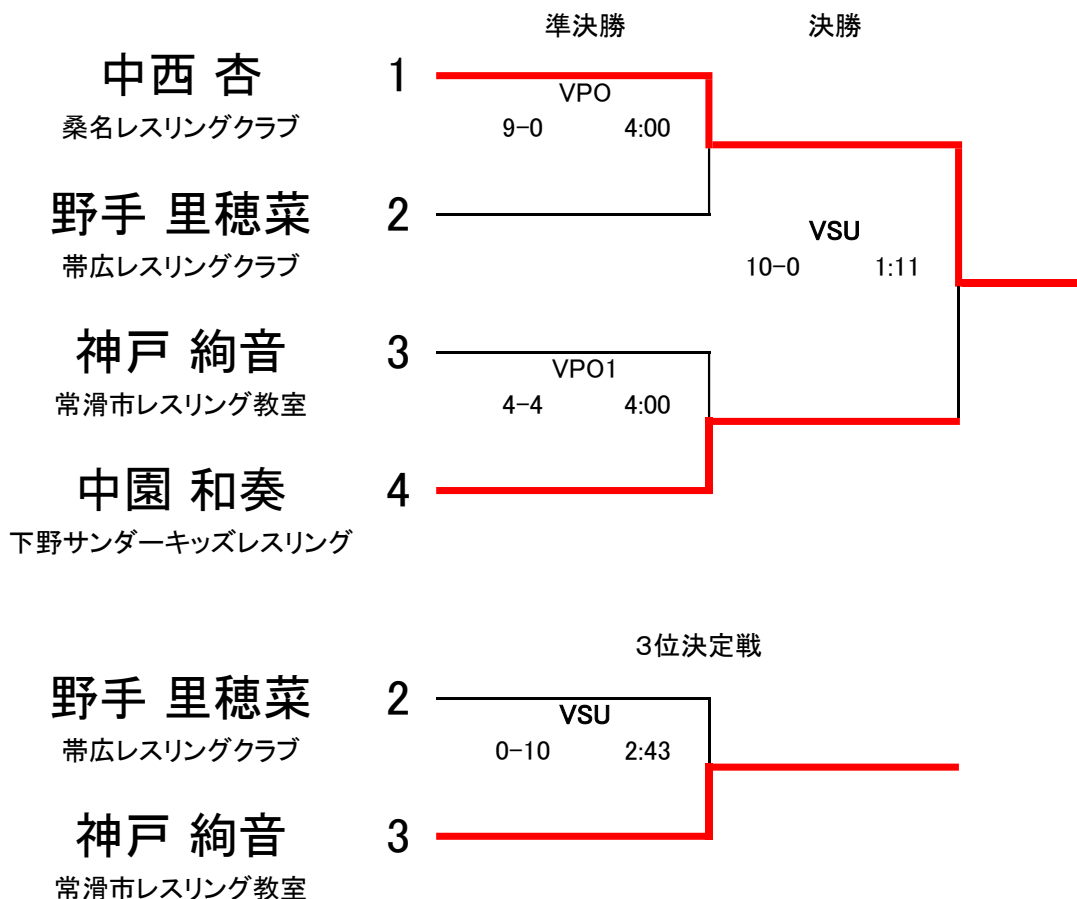 準決勝 決勝
中西 杏 1
桑名レスリングクラブ
VPO
9-0 4:00
野手 里穂菜 2
帯広レスリングクラブ
VSU
10-0 1:11
神戸 絢音 3
常滑市レスリング教室
VPO1
4-4 4:00
中園 和奏 4
下野サンダーキッズレスリング
3位決定戦
野手 里穂菜 2
帯広レスリングクラブ
VSU
0-10 2:43
神戸 絢音 3
常滑市レスリング教室